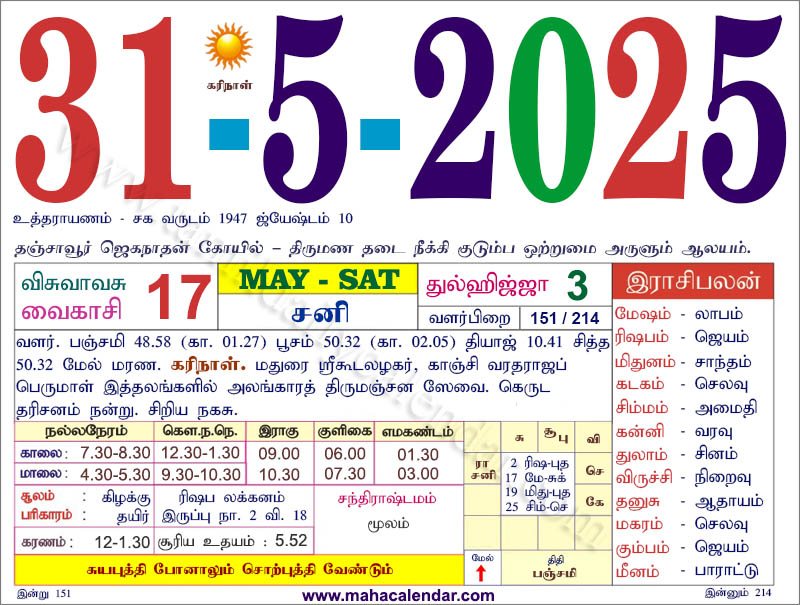 31-5-2025
கரிநாள்
உத்தராயணம் - சக வருடம் 1947 ஜ்யேஷ்டம் 10
தஞ்சாவூர் ஜெகநாதன் கோயில் – திருமண தடை நீக்கி குடும்ப ஒற்றுமை அருளும் ஆலயம்.
விசுவாவசு
வைகாசி 17
MAY - SAT
சனி
துல்ஹிஜ்ஜா 3
வளர்பிறை 151 / 214
வளர். பஞ்சமி 48.58 (கா. 01.27) பூசம் 50.32 (கா. 02.05) தியாஜ் 10.41 சித்த
50.32 மேல் மரண. கரிநாள். மதுரை ஸ்ரீகூடலழகர், காஞ்சி வரதராஜப்
பெருமாள் இத்தலங்களில் அலங்காரத் திருமஞ்சன ஸேவை. கெருட
தரிசனம் நன்று. சிறிய நகசு.
இராசிபலன்
மேஷம் - லாபம்
ரிஷபம் - ஜெயம்
மிதுனம் - சாந்தம்
கடகம் - செலவு
சிம்மம் - அமைதி
கன்னி - வரவு
துலாம் - சினம்
விருச்சி - நிறைவு
தனுசு - ஆதாயம்
மகரம் - செலவு
கும்பம் - ஜெயம்
மீனம் - பாராட்டு
நல்லநேரம் கௌ.ந.நெ. இராகு குளிகை எமகண்டம்
காலை: 7.30-8.30 12.30-1.30 09.00 06.00 01.30
மாலை: 4.30-5.30 9.30-10.30 10.30 07.30 03.00
சூலம் : கிழக்கு
பரிகாரம் : தயிர்
ரிஷப லக்கனம்
இருப்பு நா. 2 வி. 18
சந்திராஷ்டமம்
மூலம்
கரணம்: 12-1.30 சூரிய உதயம் : 5.52
சுயபுத்தி போனாலும் சொற்புத்தி வேண்டும்
சு சூ பு வி
ரா சனி
2 ரிஷ-புத
17 மே-சுக்
19 மிது-புத
25 சிம்-செ
செ
கே
மேல்
திதி
பஞ்சமி
இன்று 151
www.mahacalendar.com
இன்னும் 214